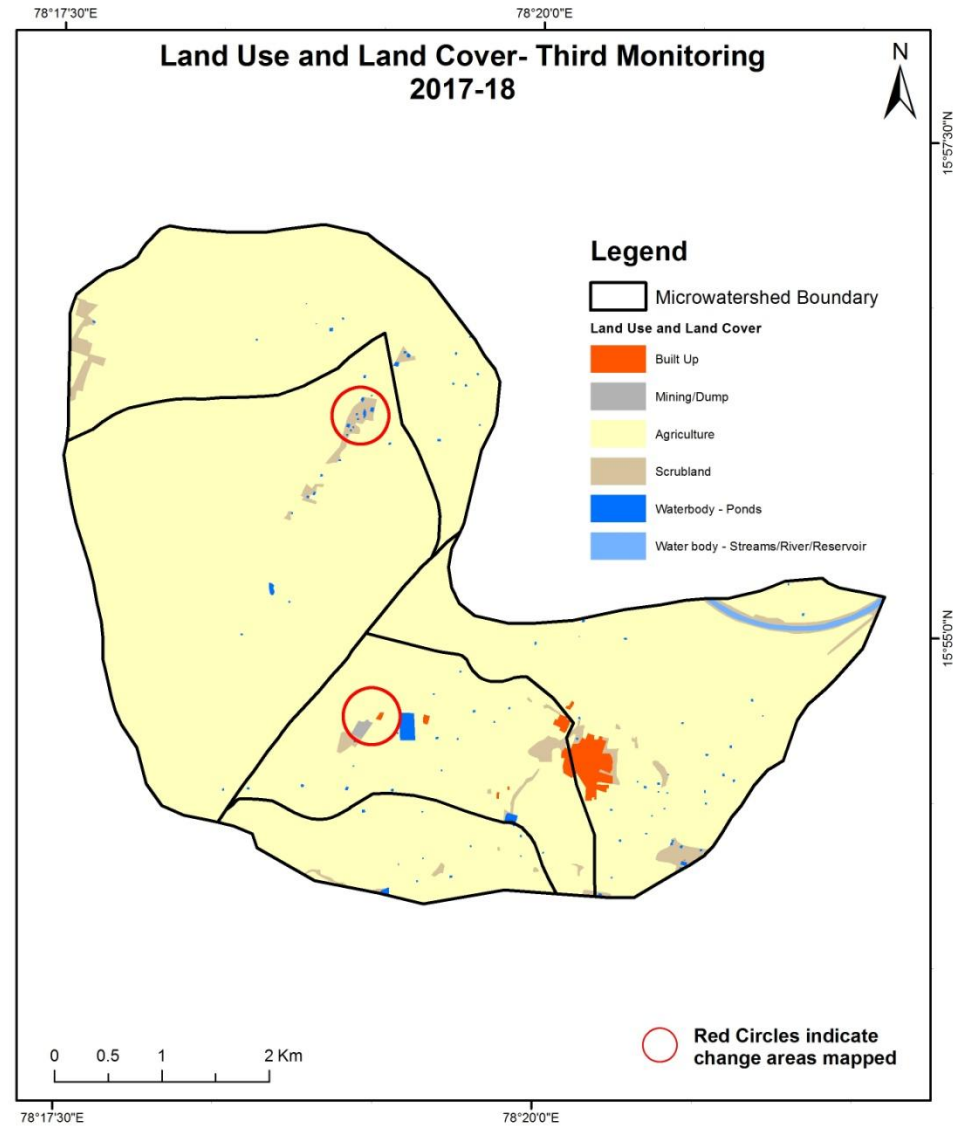 78°17'30"E
78°20'0"E
Land Use and Land Cover- Third Monitoring
2017-18
N
15°57'30"N
Legend
Microwatershed Boundary
Land Use and Land Cover
Built Up
Mining/Dump
Agriculture
Scrubland
Waterbody - Ponds
Water body - Streams/River/Reservoir
15°55'0"N
Red Circles indicate
change areas mapped
0 0.5 1 2 Km
78°17'30"E
78°20'0"E